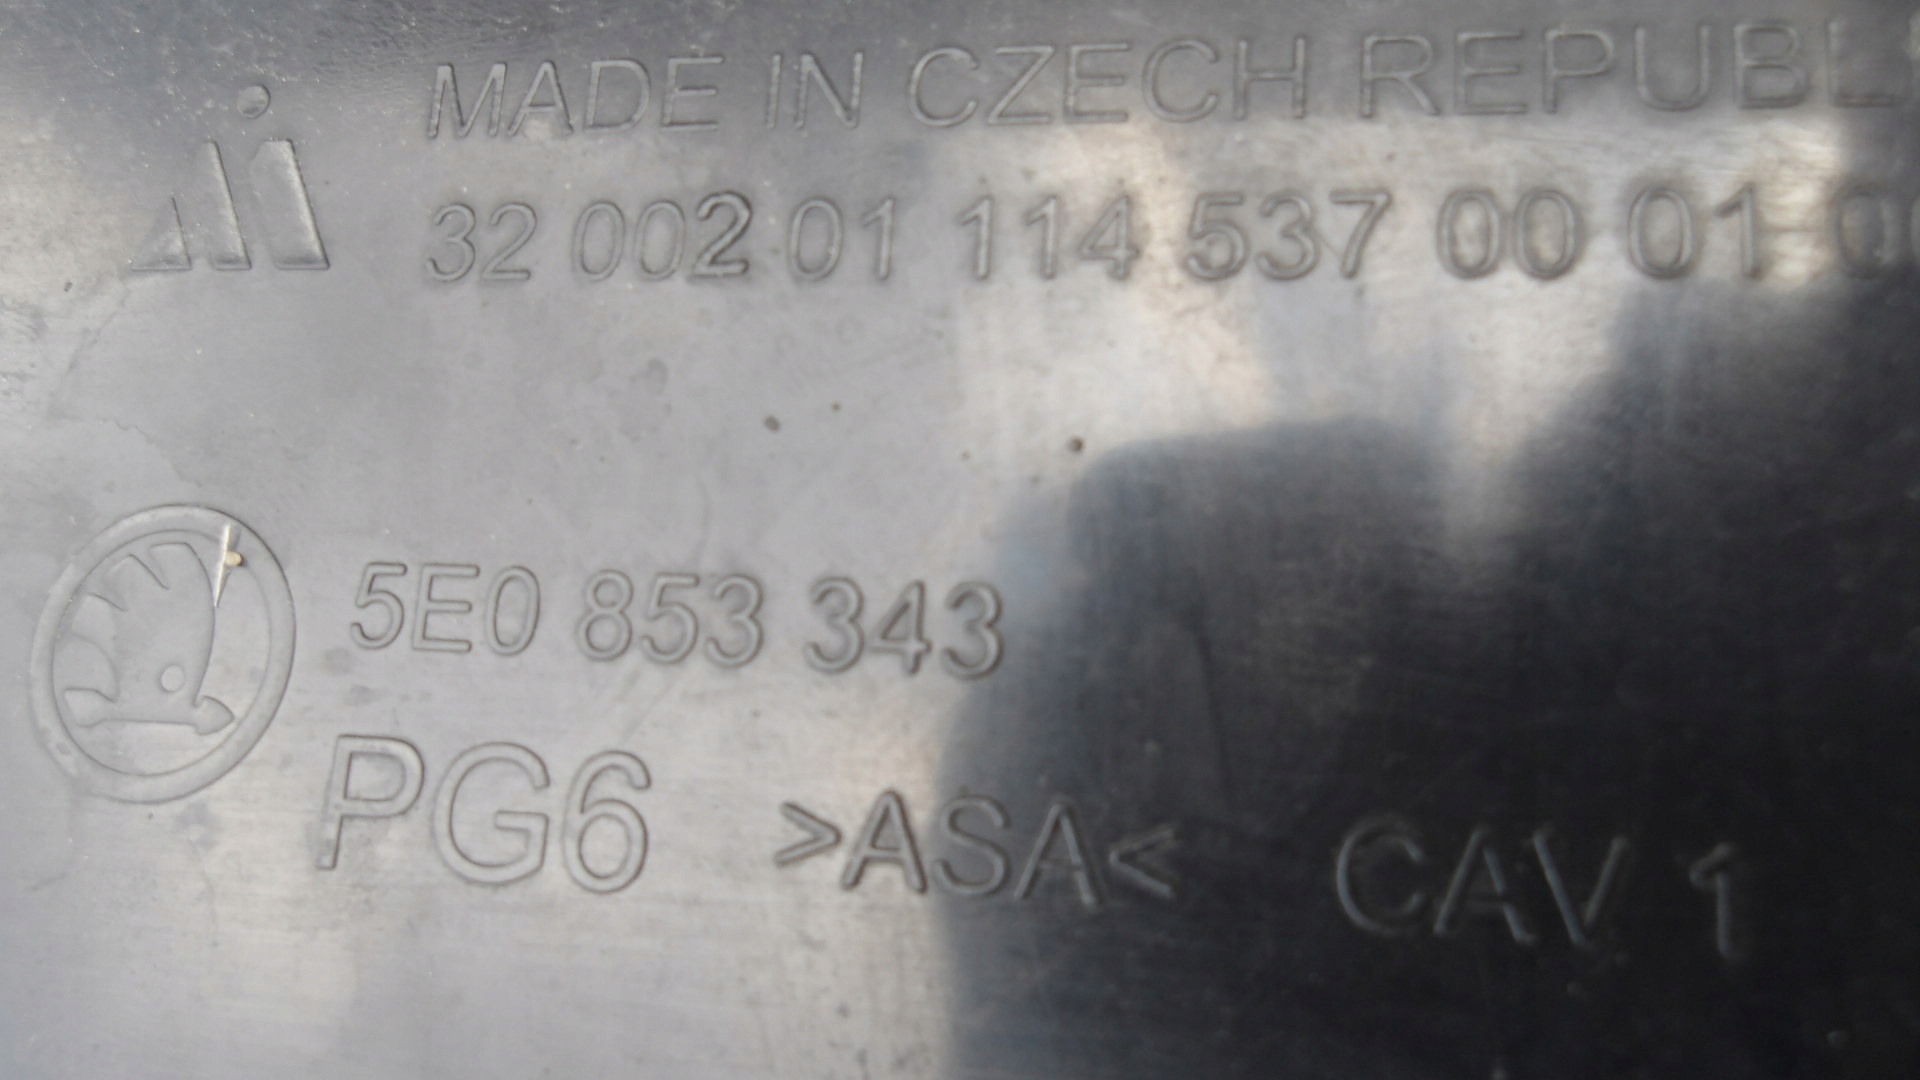 MADE IN CZECH REPUBL
32 002 01 114 537 00 01
5E0 853 343
PG6 >ASA< CAV 1